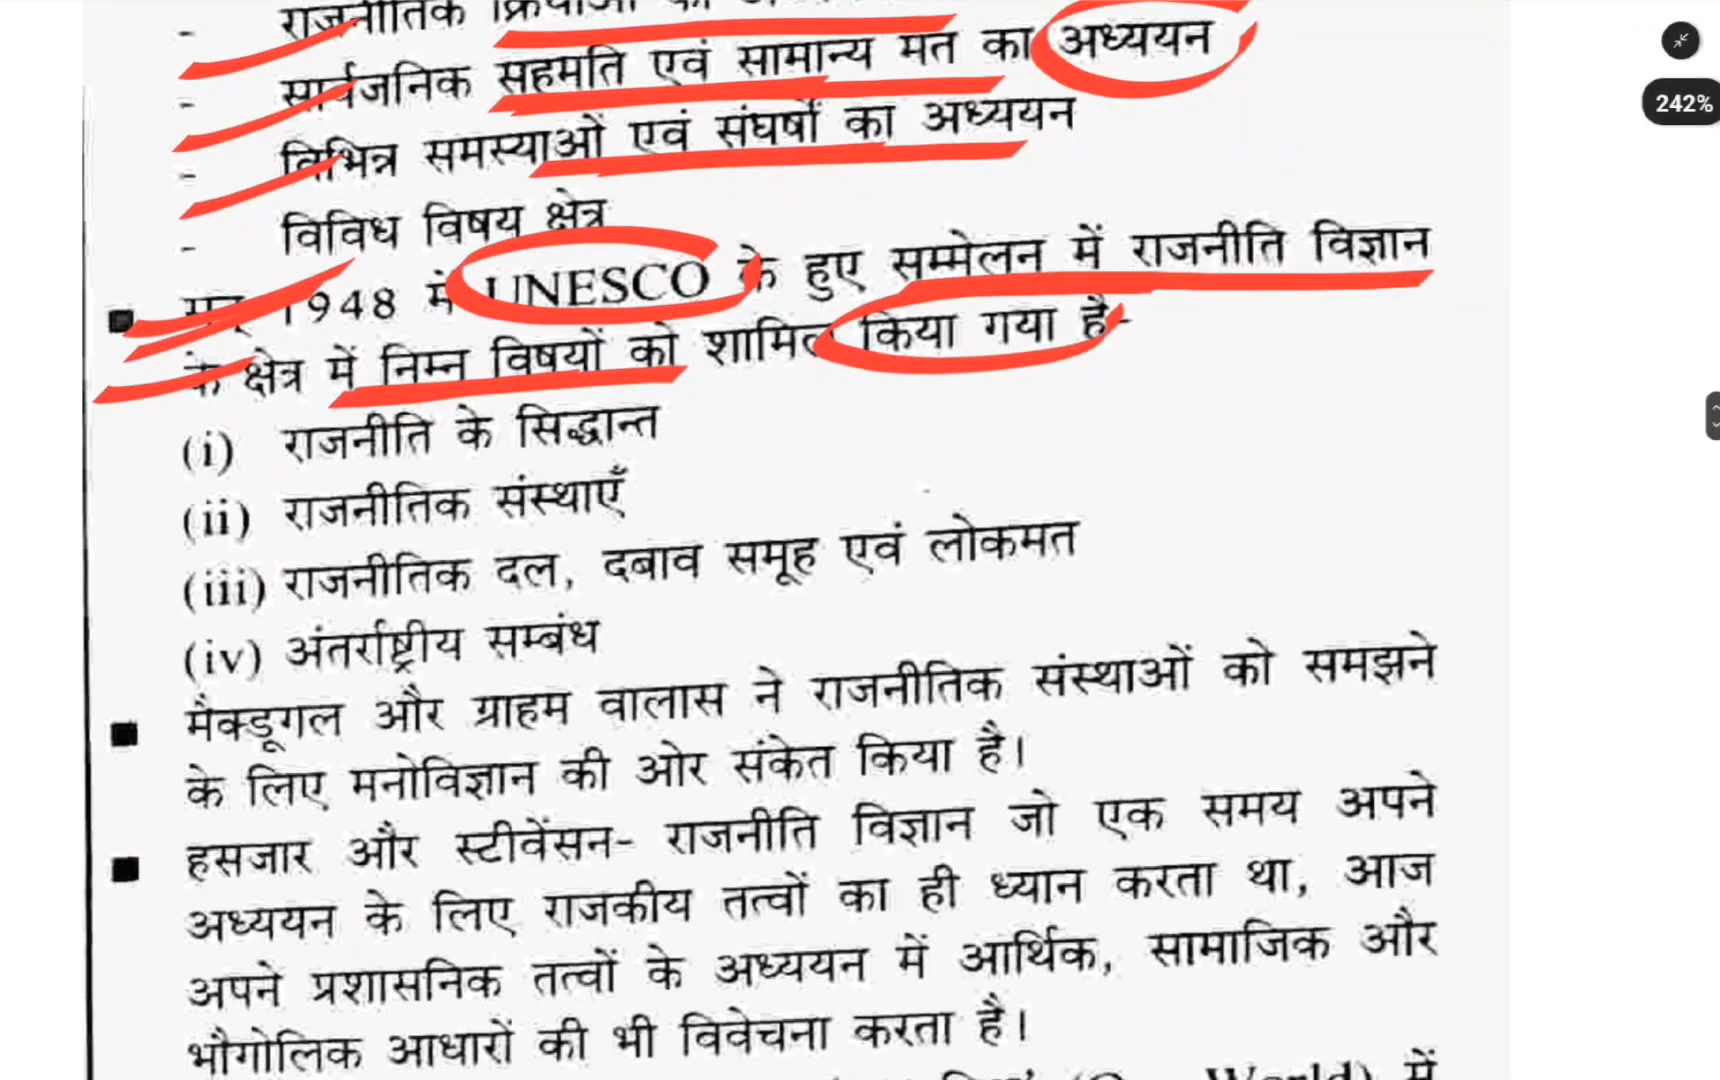 राजनीतिक क्रियाओं का
- सार्वजनिक सहमति एवं सामान्य मत का अध्ययन
- विभिन्न समस्याओं एवं संघर्षों का अध्ययन
- विविध विषय क्षेत्र
■ सन् 1948 में UNESCO के हुए सम्मेलन में राजनीति विज्ञान
के क्षेत्र में निम्न विषयों को शामिल किया गया है-
(i) राजनीति के सिद्धान्त
(ii) राजनीतिक संस्थाएँ
(iii) राजनीतिक दल, दबाव समूह एवं लोकमत
(iv) अंतर्राष्ट्रीय सम्बंध
■ मैक्डूगल और ग्राहम वालास ने राजनीतिक संस्थाओं को समझने
के लिए मनोविज्ञान की ओर संकेत किया है।
■ हसजार और स्टीवेंसन- राजनीति विज्ञान जो एक समय अपने
अध्ययन के लिए राजकीय तत्वों का ही ध्यान करता था, आज
अपने प्रशासनिक तत्वों के अध्ययन में आर्थिक, सामाजिक और
भौगोलिक आधारों की भी विवेचना करता है।
World) में
242%